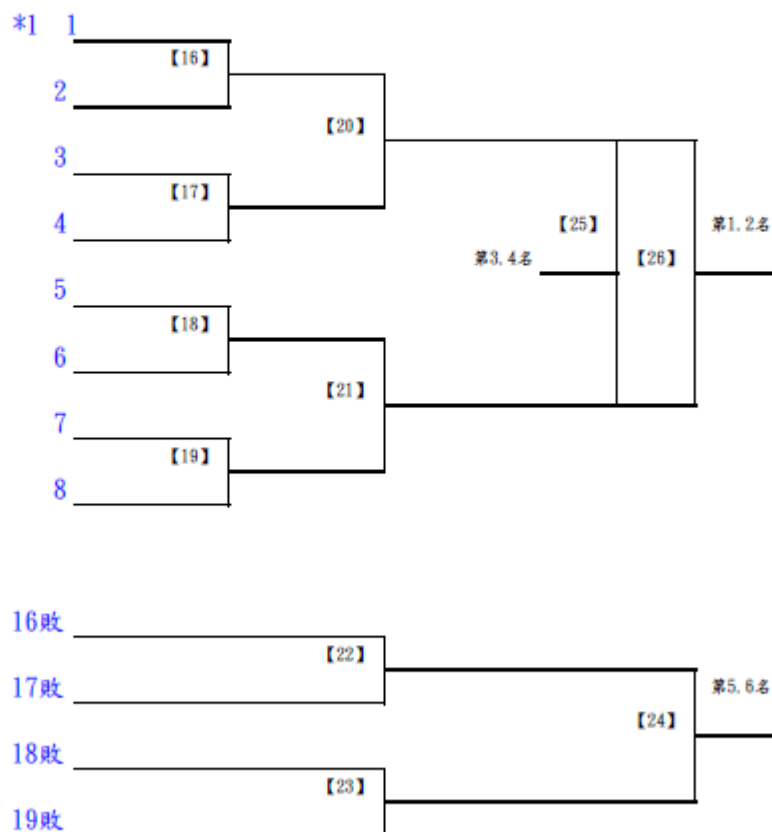 *1 1
【16】
2
【20】
3
【17】
4
【25】
第1.2名
第3.4名
【26】
5
【18】
6
【21】
7
【19】
8
16敗
【22】
17敗
第5.6名
【24】
18敗
【23】
19敗